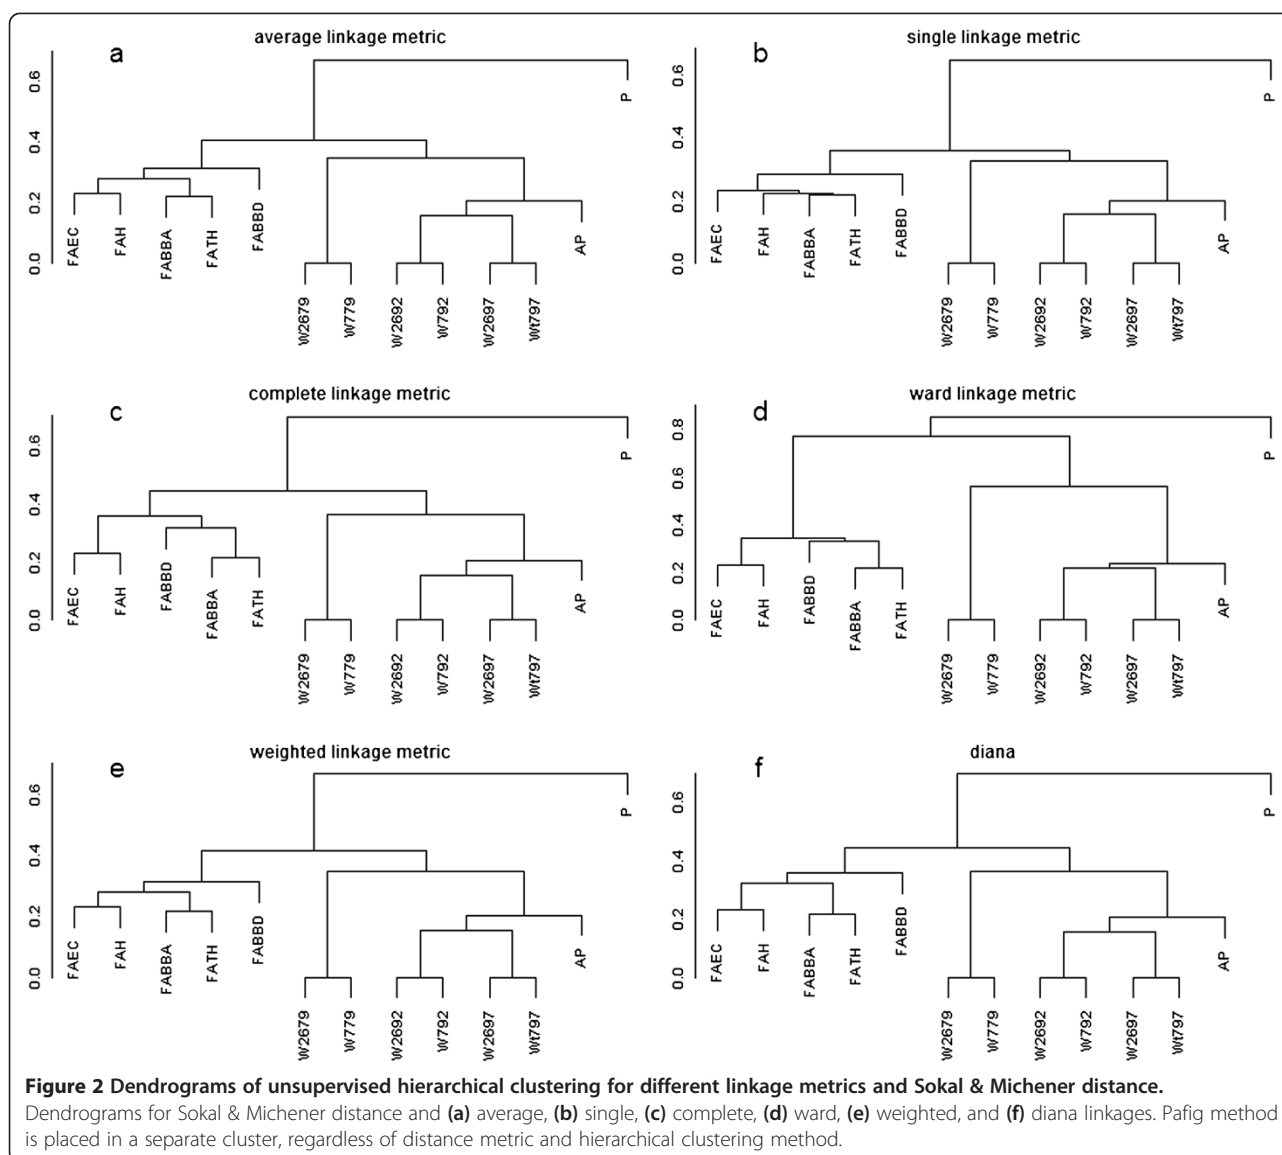 average linkage metric
a
0.0 0.2 0.4 0.6
FAEC FAH FABBA FATH FABBD W2679 W779 W2692 W792 W2697 Wt797 AP P
single linkage metric
b
0.0 0.2 0.4 0.6
FAEC FAH FABBA FATH FABBD W2679 W779 W2692 W792 W2697 Wt797 AP P
complete linkage metric
c
0.0 0.2 0.4 0.6
FAEC FAH FABBD FABBA FATH W2679 W779 W2692 W792 W2697 Wt797 AP P
ward linkage metric
d
0.0 0.2 0.4 0.6 0.8
FAEC FAH FABBD FABBA FATH W2679 W779 W2692 W792 W2697 Wt797 AP P
weighted linkage metric
e
0.0 0.2 0.4 0.6
FAEC FAH FABBA FATH FABBD W2679 W779 W2692 W792 W2697 Wt797 AP P
diana
f
0.0 0.2 0.4 0.6
FAEC FAH FABBA FATH FABBD W2679 W779 W2692 W792 W2697 Wt797 AP P
Figure 2 Dendrograms of unsupervised hierarchical clustering for different linkage metrics and Sokal & Michener distance.
Dendrograms for Sokal & Michener distance and (a) average, (b) single, (c) complete, (d) ward, (e) weighted, and (f) diana linkages. Pafig method
is placed in a separate cluster, regardless of distance metric and hierarchical clustering method.